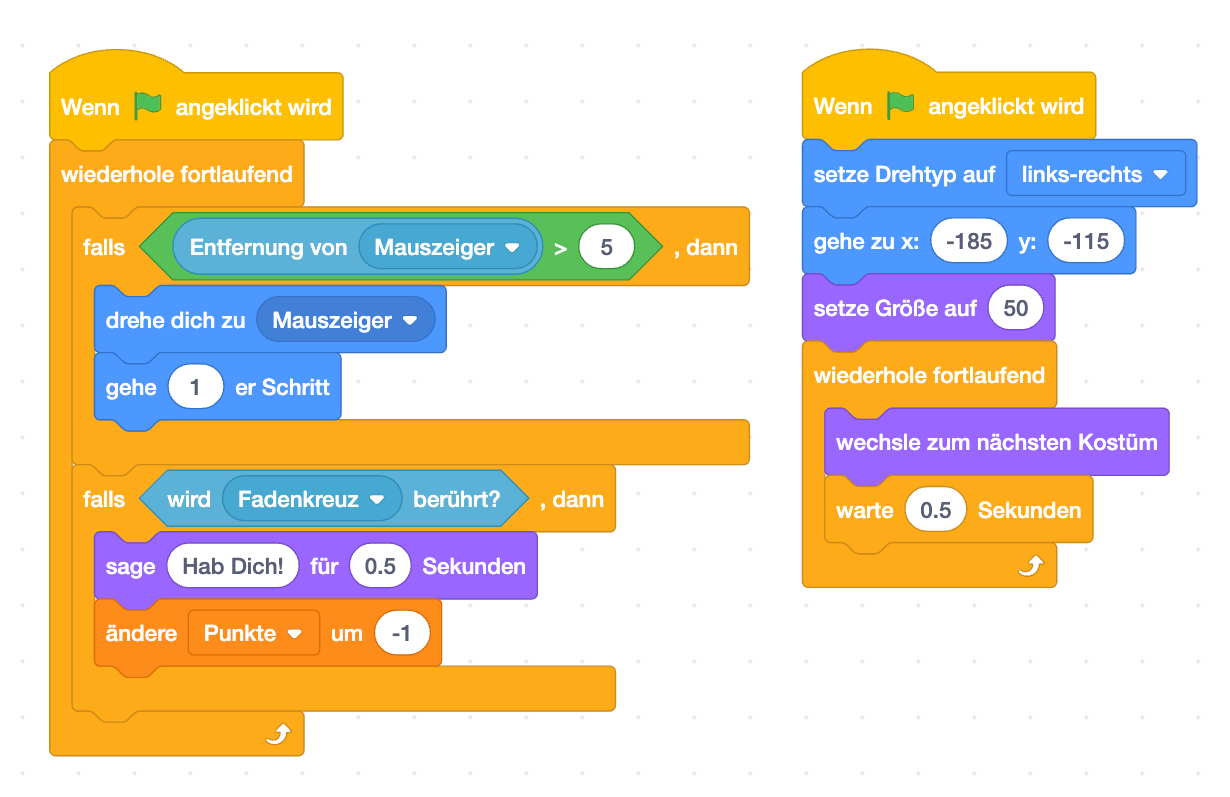 Wenn angeklickt wird
wiederhole fortlaufend
falls Entfernung von Mauszeiger > 5 , dann
drehe dich zu Mauszeiger
gehe 1 er Schritt
falls wird Fadenkreuz berührt? , dann
sage Hab Dich! für 0.5 Sekunden
ändere Punkte um -1
Wenn angeklickt wird
setze Drehtyp auf links-rechts
gehe zu x: -185 y: -115
setze Größe auf 50
wiederhole fortlaufend
wechsle zum nächsten Kostüm
warte 0.5 Sekunden